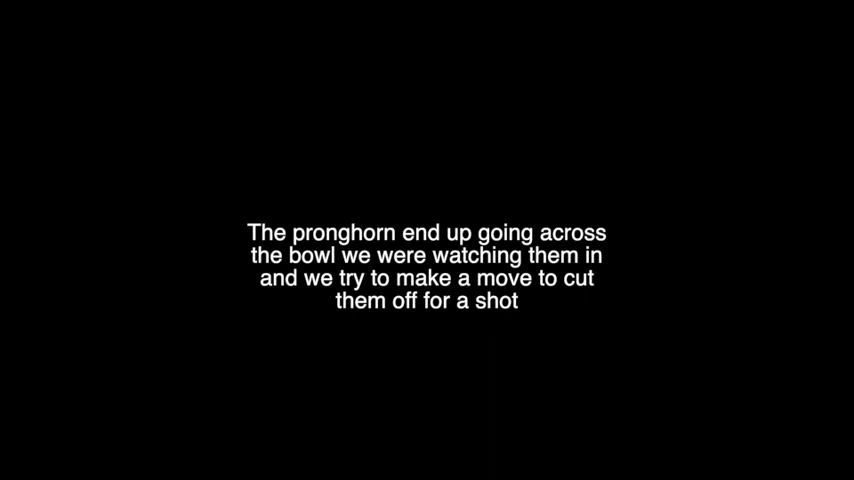 The pronghorn end up going across
the bowl we were watching them in
and we try to make a move to cut
them off for a shot